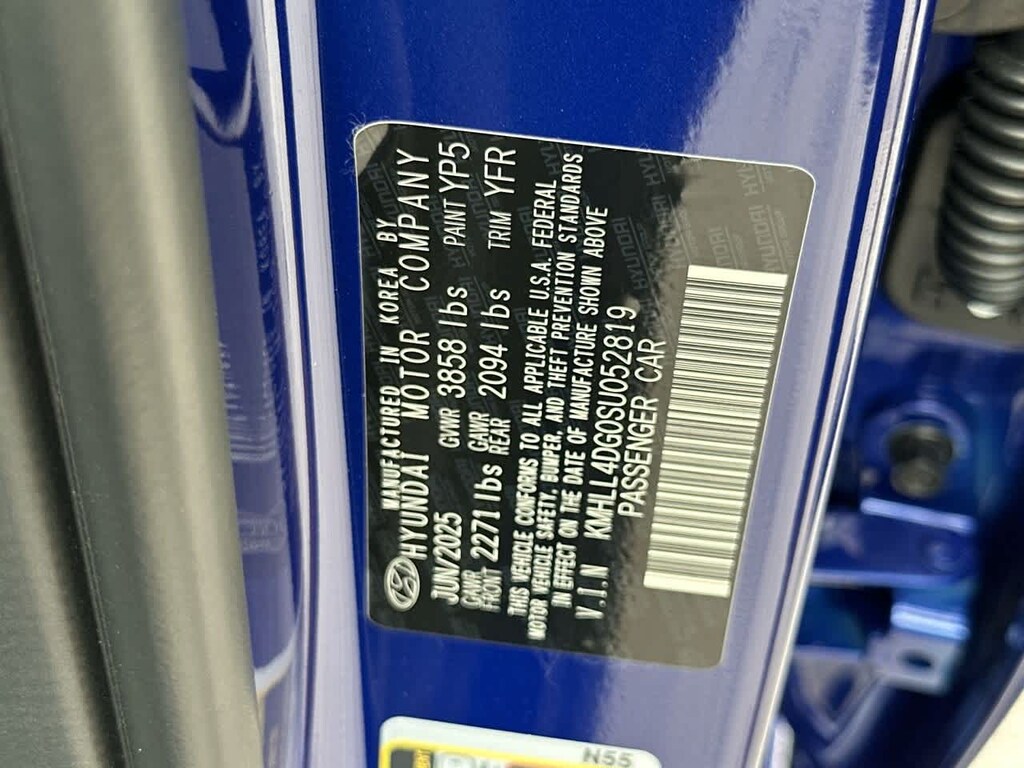 MANUFACTURED IN KOREA BY
HYUNDAI MOTOR COMPANY
JUN/2025 GVWR 3858 lbs PAINT YP5
GAWR FRONT 2271 lbs GAWR REAR 2094 lbs TRIM YFR
THIS VEHICLE CONFORMS TO ALL APPLICABLE U.S.A. FEDERAL
MOTOR VEHICLE SAFETY, BUMPER, AND THEFT PREVENTION STANDARDS
IN EFFECT ON THE DATE OF MANUFACTURE SHOWN ABOVE
V.I.N KMHLL4DG0SU052819
PASSENGER CAR
N55